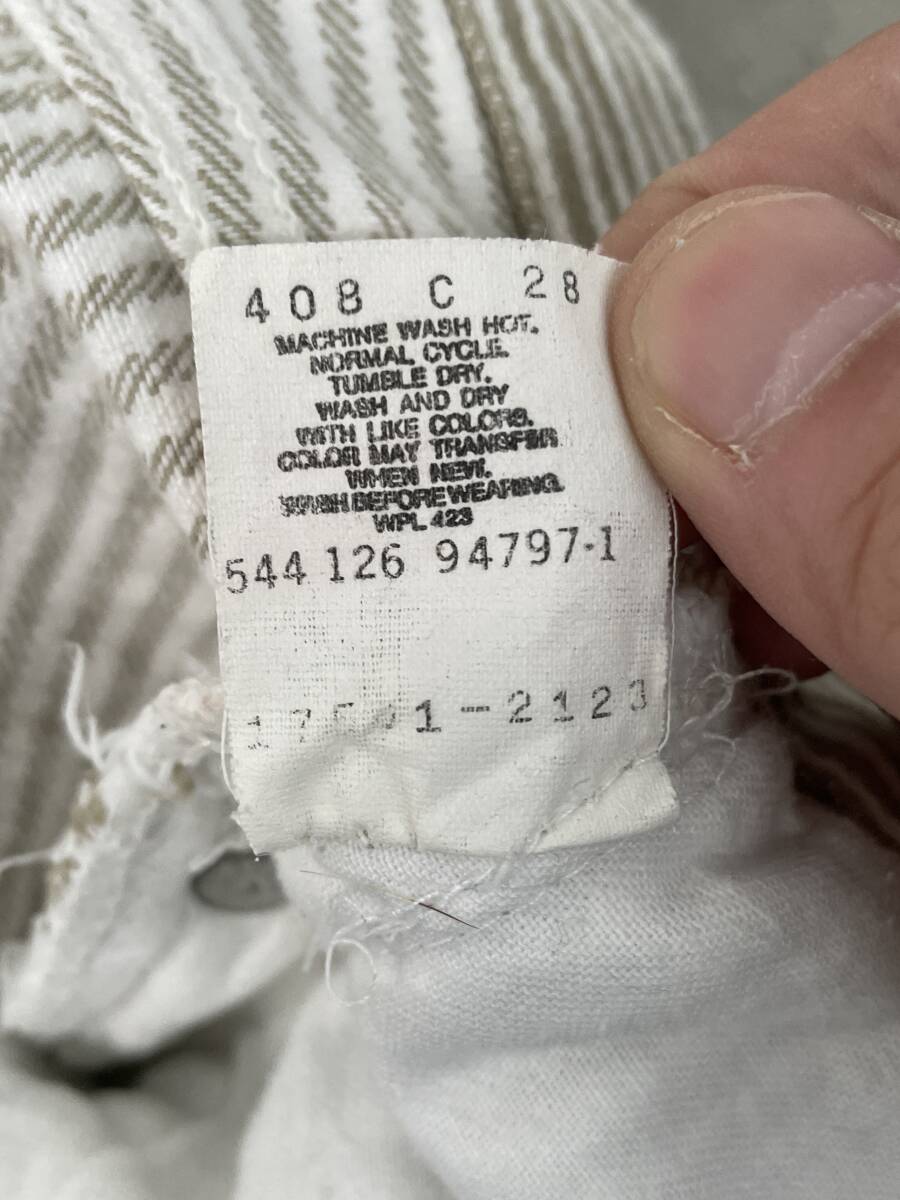 408 C 28
MACHINE WASH HOT.
NORMAL CYCLE.
TUMBLE DRY.
WASH AND DRY
WITH LIKE COLORS.
COLOR MAY TRANSFER
WHEN NEW.
WASH BEFORE WEARING.
WPL 423
544 126 94797-1
-2123